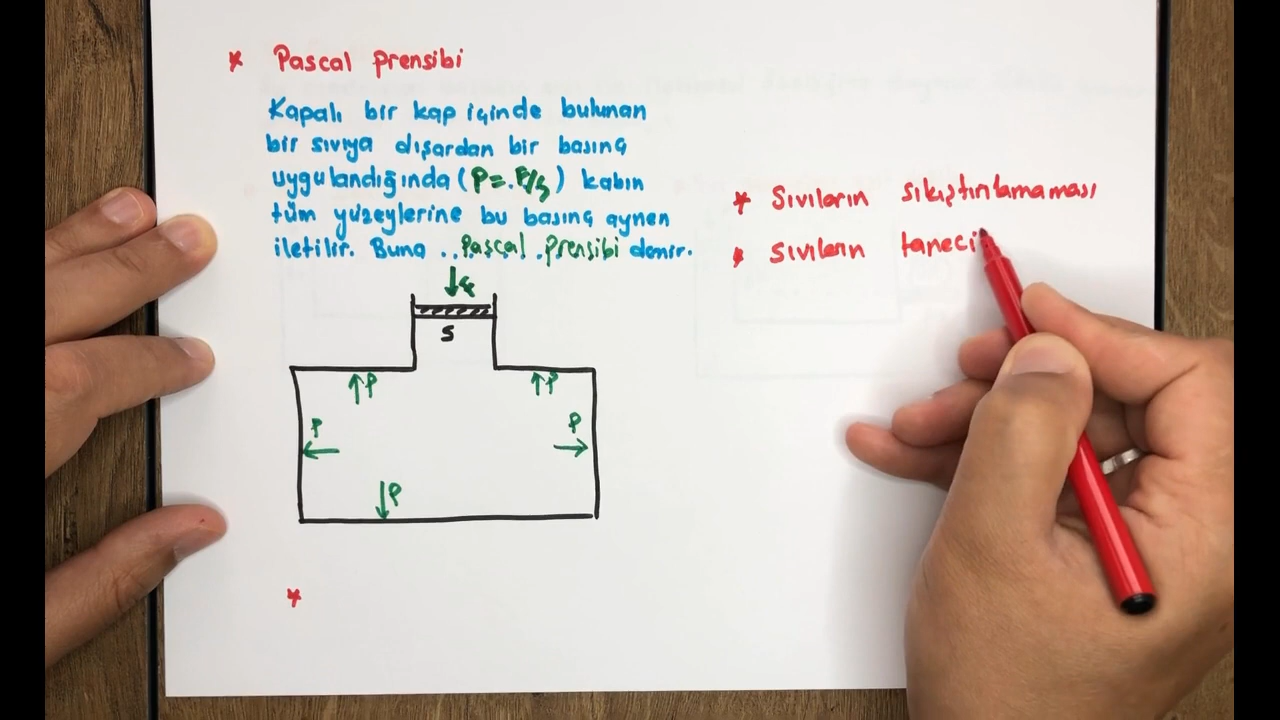 * Pascal prensibi
Kapalı bir kap içinde bulunan
bir sıvıya dışardan bir basınç
uygulandığında (P=.F/S) kabın
tüm yüzeylerine bu basınç aynen
iletilir. Buna ..Pascal.Prensibi denir.
* Sıvıların sıkıştırılamaması
* Sıvıların taneci
F
S
P P
P P
P
*